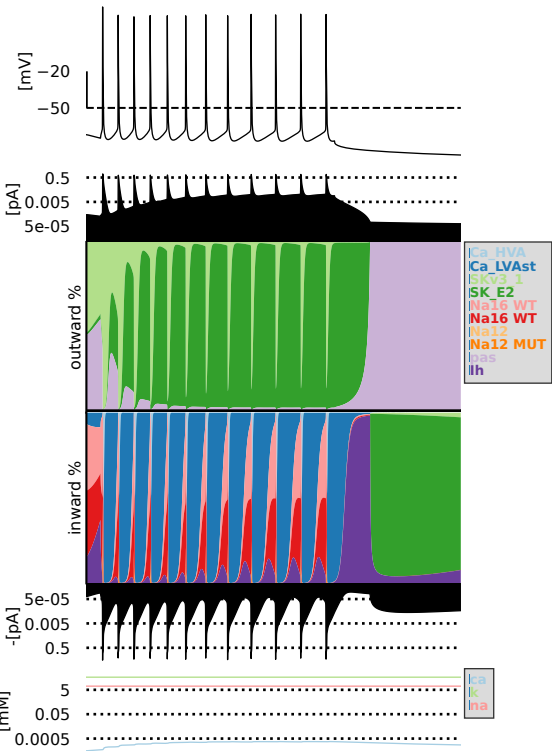 [mV]
−20
−50
[pA]
0.5
0.005
5e-05
outward %
Ca_HVA
Ca_LVAst
SKv3_1
SK_E2
Na16 WT
Na16 WT
Na12
Na12 MUT
pas
Ih
inward %
-[pA]
5e-05
0.005
0.5
[mM]
5
0.05
0.0005
ca
k
na